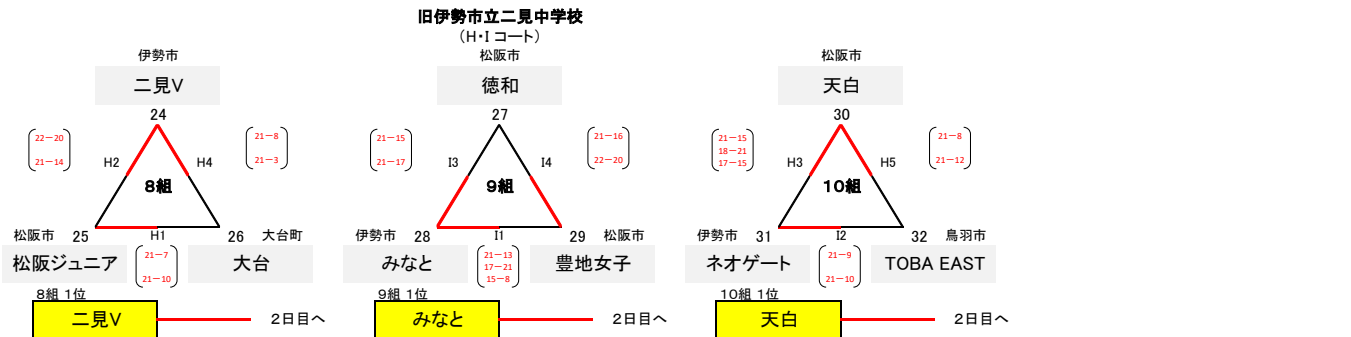 旧伊勢市立二見中学校
(H・I コート)
伊勢市
松阪市
松阪市
二見V
徳和
天白
24
27
30
22－20
21－14
H2
H4
21－8
21－3
21－15
21－17
I3
I4
21－16
22－20
21－15
18－21
17－15
H3
H5
21－8
21－12
8組
9組
10組
松阪市 25 H1 26 大台町
伊勢市 28 I1 29 松阪市
伊勢市 31 I2 32 鳥羽市
松阪ジュニア
21－7
21－10
大台
みなと
21－13
17－21
15－8
豊地女子
ネオゲート
21－9
21－10
TOBA EAST
8組 1位
二見V
2日目へ
9組 1位
みなと
2日目へ
10組 1位
天白
2日目へ